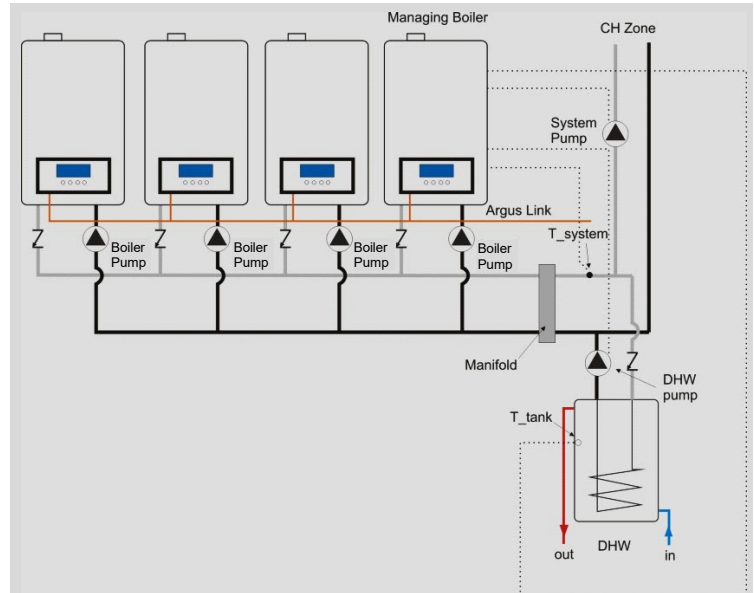 Managing Boiler
CH Zone
System
Pump
Argus Link
T_system
Boiler
Pump
Boiler
Pump
Boiler
Pump
Boiler
Pump
Manifold
DHW
pump
T_tank
out
DHW
in